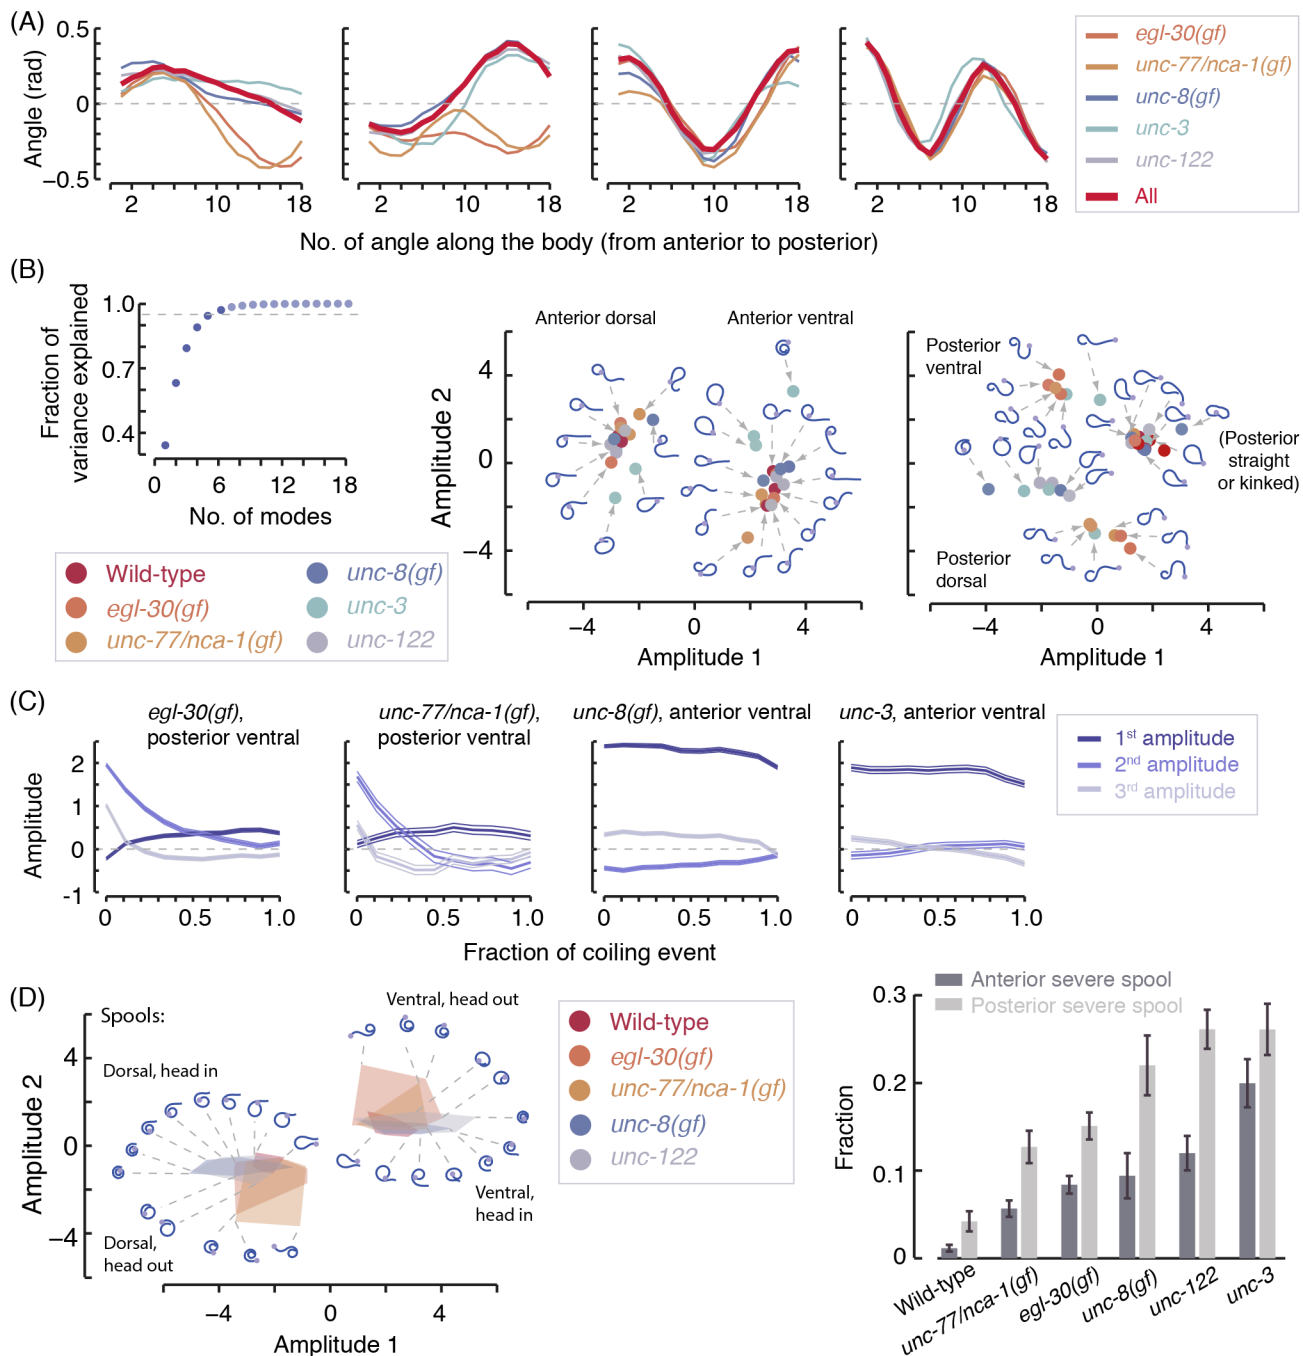 (A)
0.5
0
−0.5
Angle (rad)
2
10
18
2
10
18
2
10
18
2
10
18
No. of angle along the body (from anterior to posterior)
egl-30(gf)
unc-77/nca-1(gf)
unc-8(gf)
unc-3
unc-122
All
(B)
1.0
0.7
0.4
Fraction of
variance explained
0
6
12
18
No. of modes
Wild-type
egl-30(gf)
unc-77/nca-1(gf)
unc-8(gf)
unc-3
unc-122
Anterior dorsal
Anterior ventral
4
0
−4
Amplitude 2
−4
0
4
Amplitude 1
Posterior
ventral
(Posterior
straight
or kinked)
Posterior
dorsal
−4
0
4
Amplitude 1
(C)
egl-30(gf),
posterior ventral
unc-77/nca-1(gf),
posterior ventral
unc-8(gf), anterior ventral
unc-3, anterior ventral
2
1
0
-1
Amplitude
0
0.5
1.0
0
0.5
1.0
0
0.5
1.0
0
0.5
1.0
Fraction of coiling event
1st amplitude
2nd amplitude
3rd amplitude
(D)
Spools:
Dorsal, head in
Ventral, head out
Ventral,
head in
Dorsal,
head out
4
0
−4
Amplitude 2
−4
0
4
Amplitude 1
Wild-type
egl-30(gf)
unc-77/nca-1(gf)
unc-8(gf)
unc-122
Anterior severe spool
Posterior severe spool
0.3
0.2
0.1
0
Fraction
Wild-type
unc-77/nca-1(gf)
egl-30(gf)
unc-8(gf)
unc-122
unc-3